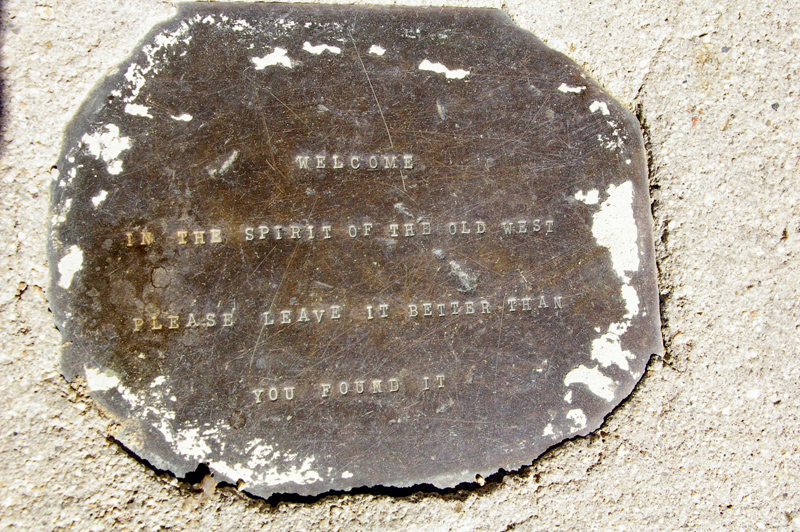 WELCOME
IN THE SPIRIT OF THE OLD WEST
PLEASE LEAVE IT BETTER THAN
YOU FOUND IT